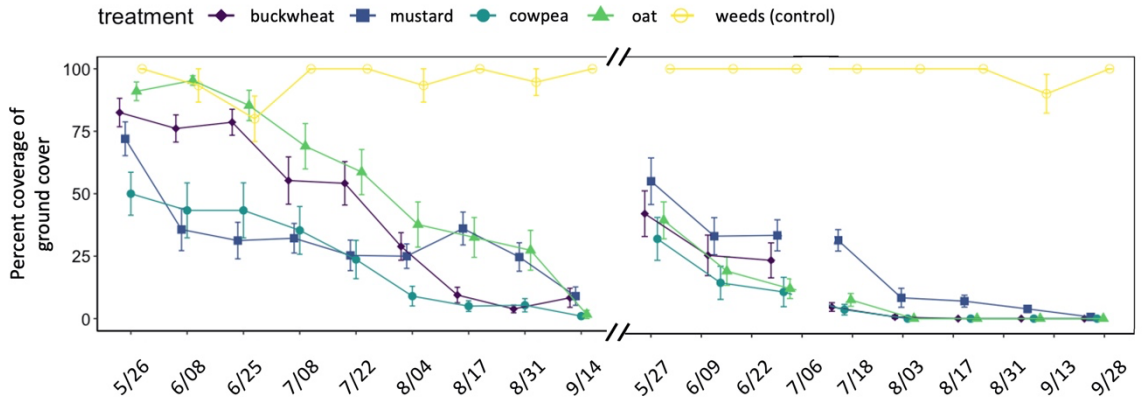 treatment buckwheat mustard cowpea oat weeds (control)
Percent coverage of
ground cover
100
75
50
25
0
5/26 6/08 6/25 7/08 7/22 8/04 8/17 8/31 9/14 5/27 6/09 6/22 7/06 7/18 8/03 8/17 8/31 9/13 9/28